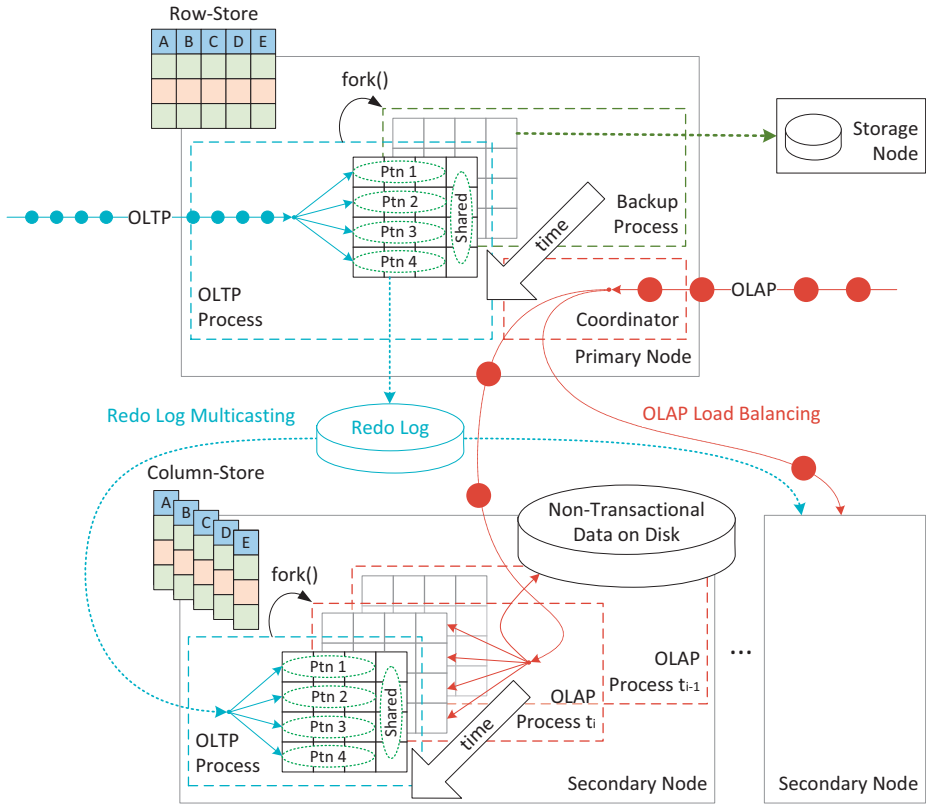 Row-Store
A B C D E
fork()
Storage
Node
Ptn 1
Ptn 2
Ptn 3
Ptn 4
Shared
OLTP
time
Backup
Process
OLTP
Process
OLAP
Coordinator
Primary Node
Redo Log Multicasting
Redo Log
OLAP Load Balancing
Column-Store
A B C D E
Non-Transactional
Data on Disk
fork()
Ptn 1
Ptn 2
Ptn 3
Ptn 4
Shared
OLTP
Process
time
OLAP
Process ti
OLAP
Process ti-1
...
Secondary Node
Secondary Node